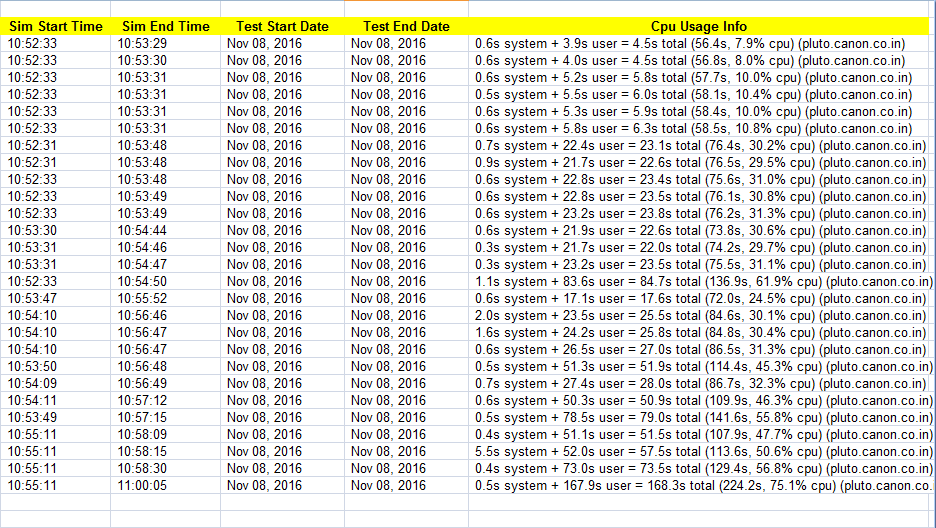 Sim Start Time Sim End Time Test Start Date Test End Date Cpu Usage Info
10:52:33 10:53:29 Nov 08, 2016 Nov 08, 2016 0.6s system + 3.9s user = 4.5s total (56.4s, 7.9% cpu) (pluto.canon.co.in)
10:52:33 10:53:30 Nov 08, 2016 Nov 08, 2016 0.6s system + 4.0s user = 4.5s total (56.8s, 8.0% cpu) (pluto.canon.co.in)
10:52:33 10:53:31 Nov 08, 2016 Nov 08, 2016 0.6s system + 5.2s user = 5.8s total (57.7s, 10.0% cpu) (pluto.canon.co.in)
10:52:33 10:53:31 Nov 08, 2016 Nov 08, 2016 0.5s system + 5.5s user = 6.0s total (58.1s, 10.4% cpu) (pluto.canon.co.in)
10:52:33 10:53:31 Nov 08, 2016 Nov 08, 2016 0.6s system + 5.3s user = 5.9s total (58.4s, 10.0% cpu) (pluto.canon.co.in)
10:52:33 10:53:31 Nov 08, 2016 Nov 08, 2016 0.6s system + 5.8s user = 6.3s total (58.5s, 10.8% cpu) (pluto.canon.co.in)
10:52:31 10:53:48 Nov 08, 2016 Nov 08, 2016 0.7s system + 22.4s user = 23.1s total (76.4s, 30.2% cpu) (pluto.canon.co.in)
10:52:31 10:53:48 Nov 08, 2016 Nov 08, 2016 0.9s system + 21.7s user = 22.6s total (76.5s, 29.5% cpu) (pluto.canon.co.in)
10:52:33 10:53:48 Nov 08, 2016 Nov 08, 2016 0.6s system + 22.8s user = 23.4s total (75.6s, 31.0% cpu) (pluto.canon.co.in)
10:52:33 10:53:49 Nov 08, 2016 Nov 08, 2016 0.6s system + 22.8s user = 23.5s total (76.1s, 30.8% cpu) (pluto.canon.co.in)
10:52:33 10:53:49 Nov 08, 2016 Nov 08, 2016 0.6s system + 23.2s user = 23.8s total (76.2s, 31.3% cpu) (pluto.canon.co.in)
10:53:30 10:54:44 Nov 08, 2016 Nov 08, 2016 0.6s system + 21.9s user = 22.6s total (73.8s, 30.6% cpu) (pluto.canon.co.in)
10:53:31 10:54:46 Nov 08, 2016 Nov 08, 2016 0.3s system + 21.7s user = 22.0s total (74.2s, 29.7% cpu) (pluto.canon.co.in)
10:53:31 10:54:47 Nov 08, 2016 Nov 08, 2016 0.3s system + 23.2s user = 23.5s total (75.5s, 31.1% cpu) (pluto.canon.co.in)
10:52:33 10:54:50 Nov 08, 2016 Nov 08, 2016 1.1s system + 83.6s user = 84.7s total (136.9s, 61.9% cpu) (pluto.canon.co.in)
10:53:47 10:55:52 Nov 08, 2016 Nov 08, 2016 0.6s system + 17.1s user = 17.6s total (72.0s, 24.5% cpu) (pluto.canon.co.in)
10:54:10 10:56:46 Nov 08, 2016 Nov 08, 2016 2.0s system + 23.5s user = 25.5s total (84.6s, 30.1% cpu) (pluto.canon.co.in)
10:54:10 10:56:47 Nov 08, 2016 Nov 08, 2016 1.6s system + 24.2s user = 25.8s total (84.8s, 30.4% cpu) (pluto.canon.co.in)
10:54:10 10:56:47 Nov 08, 2016 Nov 08, 2016 0.6s system + 26.5s user = 27.0s total (86.5s, 31.3% cpu) (pluto.canon.co.in)
10:53:50 10:56:48 Nov 08, 2016 Nov 08, 2016 0.5s system + 51.3s user = 51.9s total (114.4s, 45.3% cpu) (pluto.canon.co.in)
10:54:09 10:56:49 Nov 08, 2016 Nov 08, 2016 0.7s system + 27.4s user = 28.0s total (86.7s, 32.3% cpu) (pluto.canon.co.in)
10:54:11 10:57:12 Nov 08, 2016 Nov 08, 2016 0.6s system + 50.3s user = 50.9s total (109.9s, 46.3% cpu) (pluto.canon.co.in)
10:53:49 10:57:15 Nov 08, 2016 Nov 08, 2016 0.5s system + 78.5s user = 79.0s total (141.6s, 55.8% cpu) (pluto.canon.co.in)
10:55:11 10:58:09 Nov 08, 2016 Nov 08, 2016 0.4s system + 51.1s user = 51.5s total (107.9s, 47.7% cpu) (pluto.canon.co.in)
10:55:11 10:58:15 Nov 08, 2016 Nov 08, 2016 5.5s system + 52.0s user = 57.5s total (113.6s, 50.6% cpu) (pluto.canon.co.in)
10:55:11 10:58:30 Nov 08, 2016 Nov 08, 2016 0.4s system + 73.0s user = 73.5s total (129.4s, 56.8% cpu) (pluto.canon.co.in)
10:55:11 11:00:05 Nov 08, 2016 Nov 08, 2016 0.5s system + 167.9s user = 168.3s total (224.2s, 75.1% cpu) (pluto.canon.co.